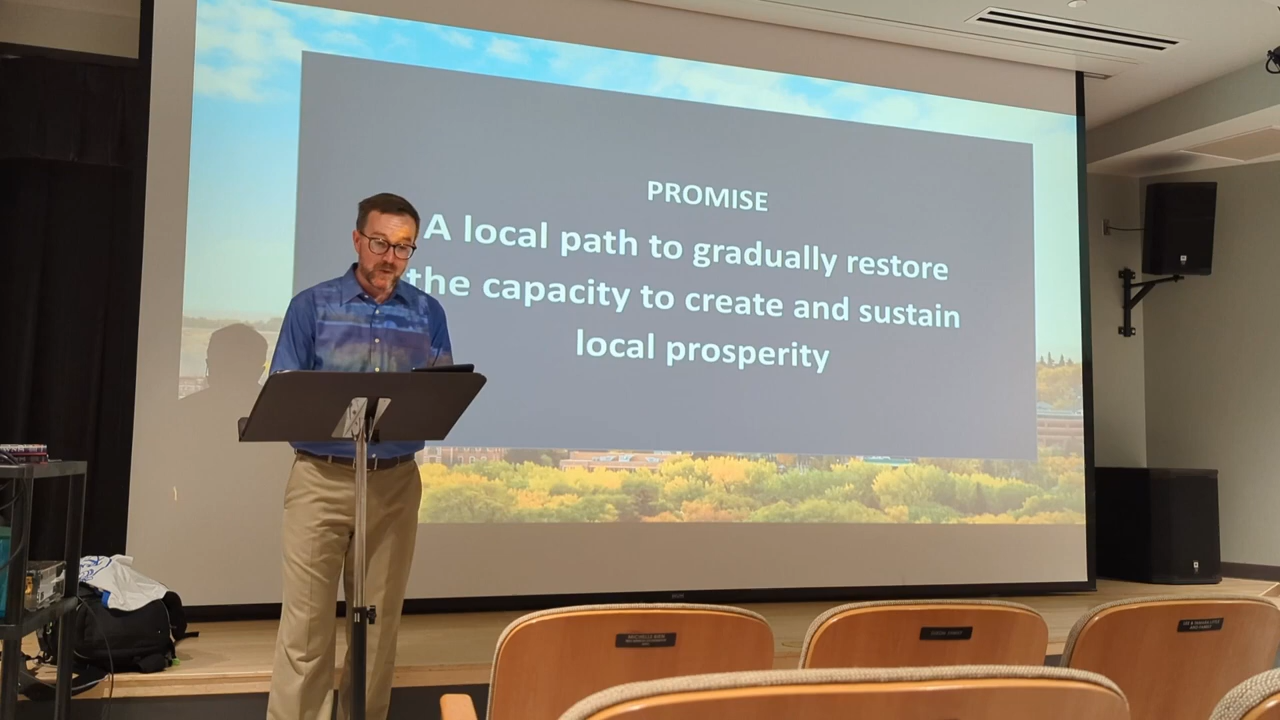 PROMISE
A local path to gradually restore
the capacity to create and sustain
local prosperity